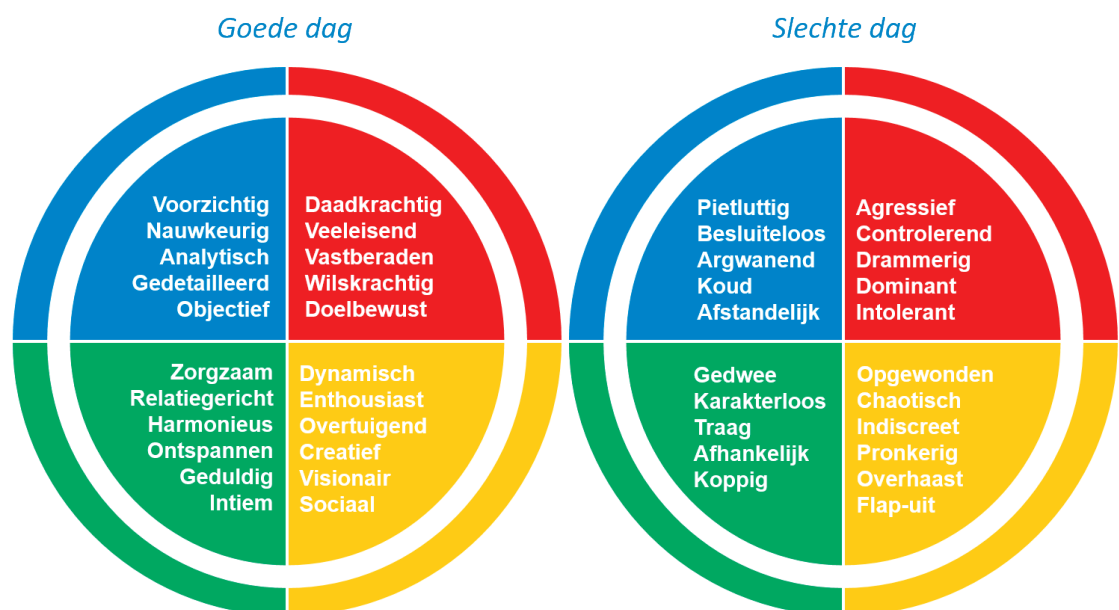 Goede dag
Voorzichtig
Nauwkeurig
Analytisch
Gedetailleerd
Objectief
Daadkrachtig
Veeleisend
Vastberaden
Wilskrachtig
Doelbewust
Zorgzaam
Relatiegericht
Harmonieus
Ontspannen
Geduldig
Intiem
Dynamisch
Enthousiast
Overtuigend
Creatief
Visionair
Sociaal
Slechte dag
Pietluttig
Besluiteloos
Argwanend
Koud
Afstandelijk
Agressief
Controlerend
Drammerig
Dominant
Intolerant
Gedwee
Karakterloos
Traag
Afhankelijk
Koppig
Opgewonden
Chaotisch
Indiscreet
Pronkerig
Overhaast
Flap-uit